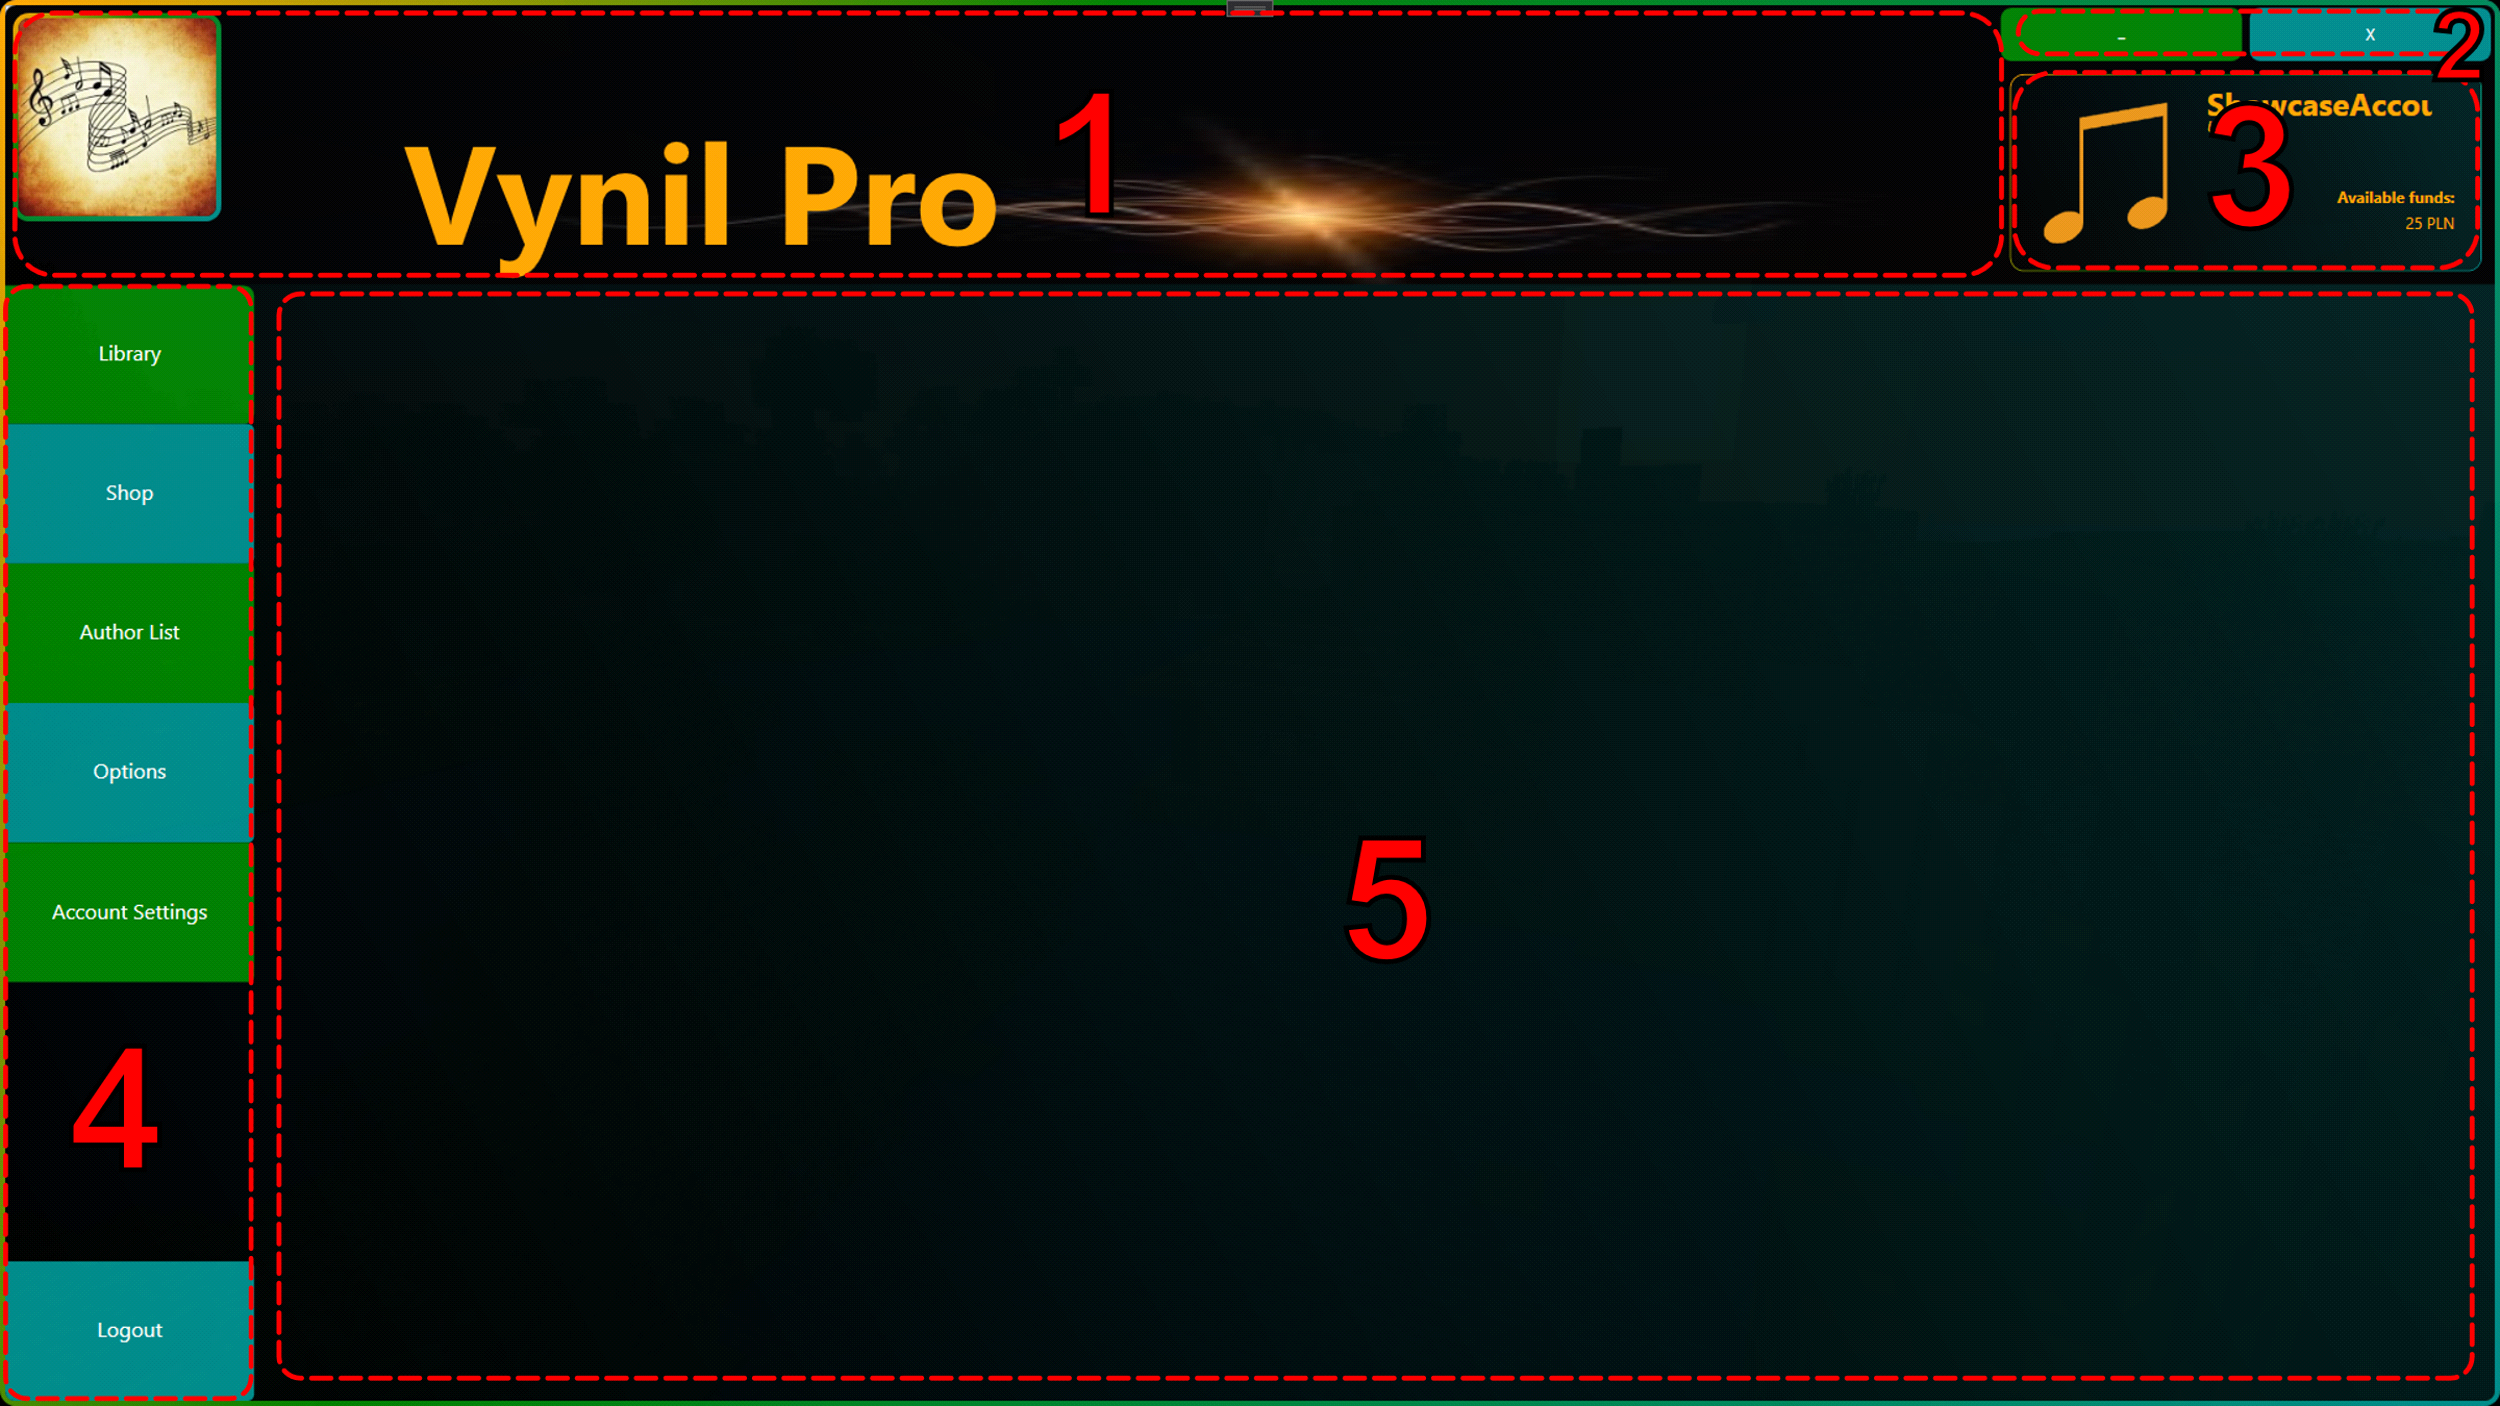 _ X
2
ShowcaseAccou
Vynil Pro
1
3
Available funds:
25 PLN
Library
Shop
Author List
Options
Account Settings
5
4
Logout